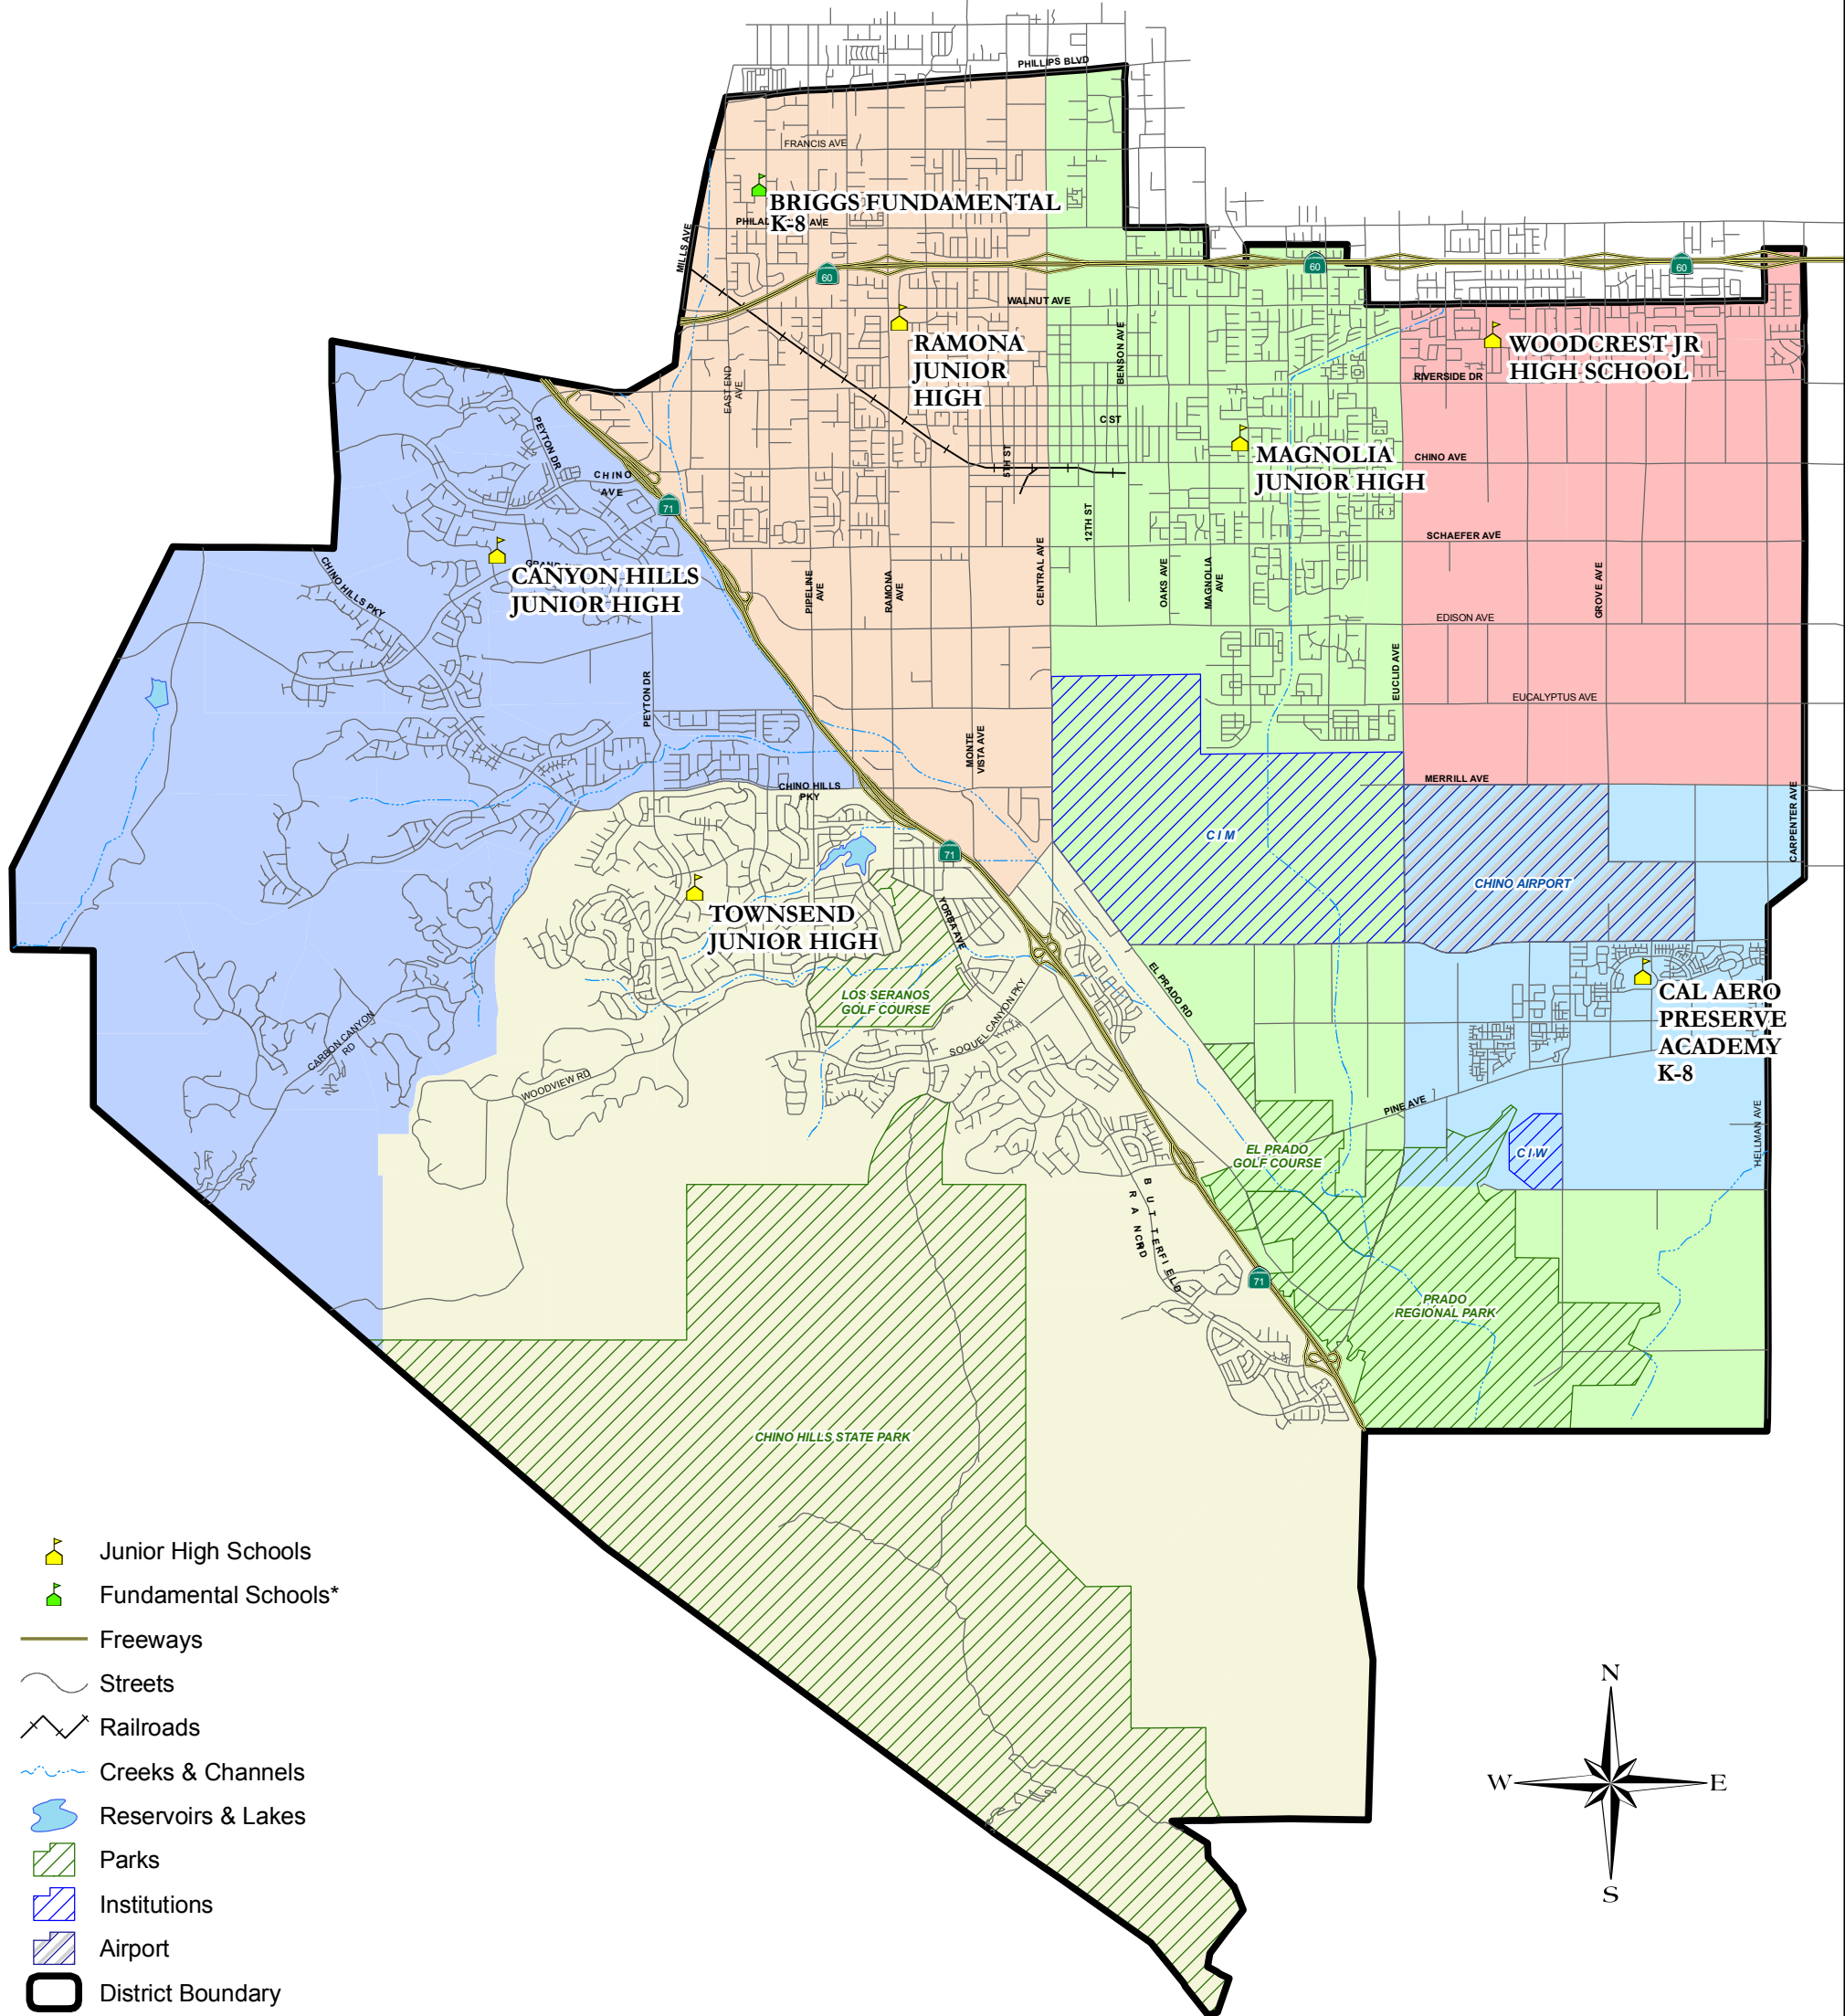 PHILLIPS BLVD
FRANCIS AVE
BRIGGS FUNDAMENTAL
K-8
AVE
MILLS AVE
60
60
60
WALNUT AVE
RAMONA
JUNIOR
HIGH
BENSON AVE
WOODCREST JR
HIGH SCHOOL
RIVERSIDE DR
EAST END
AVE
C ST
PEYTON DR
CHINO
AVE
5TH ST
MAGNOLIA
JUNIOR HIGH
CHINO AVE
71
12TH ST
SCHAEFER AVE
CHINO HILLS PKY
CANYON HILLS
JUNIOR HIGH
PIPELINE
AVE
RAMONA
AVE
CENTRAL AVE
OAKS AVE
MAGNOLIA
AVE
GROVE AVE
EDISON AVE
PEYTON DR
EUCLID AVE
EUCALYPTUS AVE
MONTE
VISTA AVE
MERRILL AVE
CHINO HILLS
PKY
CARPENTER AVE
C I M
71
CHINO AIRPORT
TOWNSEND
JUNIOR HIGH
YORBA AVE
EL PRADO RD
LOS SERANOS
GOLF COURSE
CAL AERO
PRESERVE
ACADEMY
K-8
SOQUEL CANYON PKY
CARBON CANYON
RD
WOODVIEW RD
PINE AVE
HELLMAN AVE
EL PRADO
GOLF COURSE
C I W
BUTTERFIELD
RANCH
RD
71
PRADO
REGIONAL PARK
CHINO HILLS STATE PARK
Junior High Schools
Fundamental Schools*
Freeways
Streets
Railroads
Creeks & Channels
Reservoirs & Lakes
Parks
Institutions
Airport
District Boundary
N
W
E
S